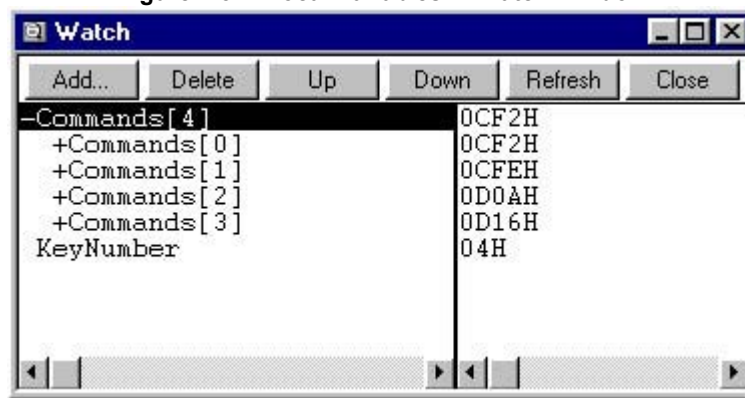 Watch
Add... Delete Up Down Refresh Close
-Commands[4] 0CF2H
+Commands[0] 0CF2H
+Commands[1] 0CFEH
+Commands[2] 0D0AH
+Commands[3] 0D16H
KeyNumber 04H